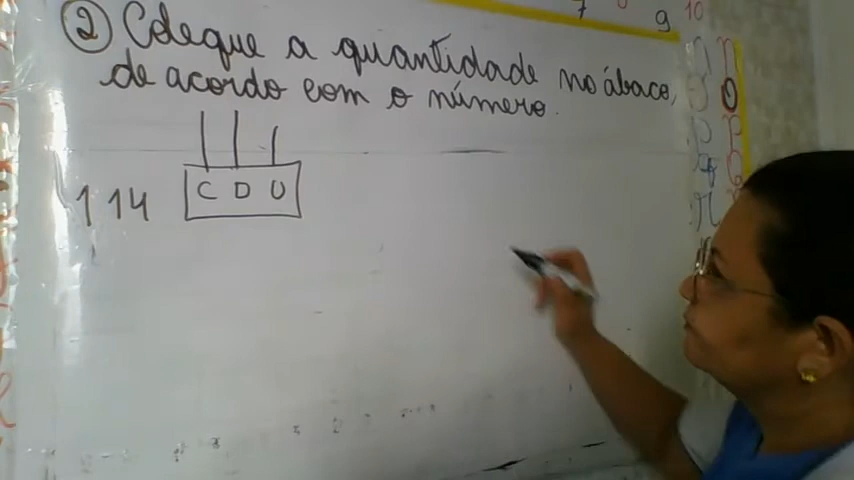 7 8 9 10
2 Coloque a quantidade no ábaco,
de acordo com o número.
114 C D U